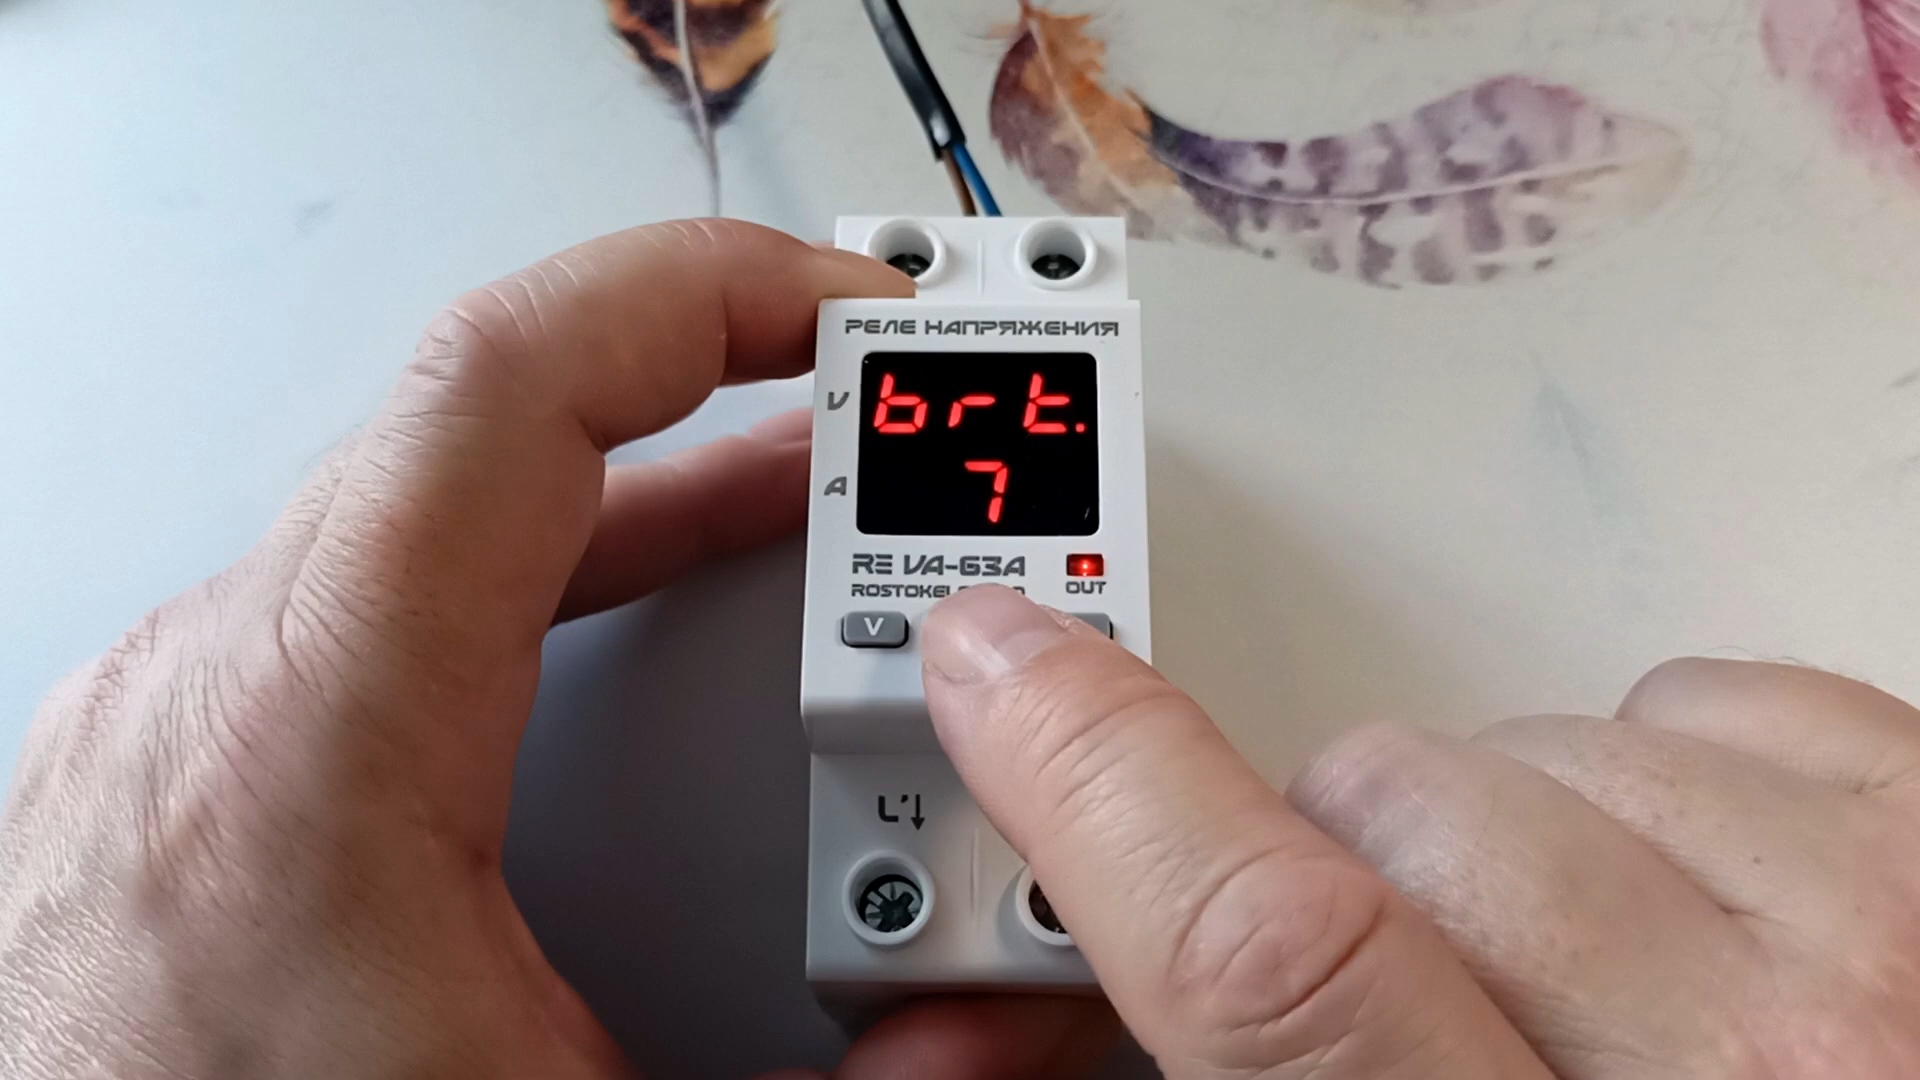 РЕЛЕ НАПРЯЖЕНИЯ
V
brt.
A
7
RE VA-63A
OUT
V
L'↓